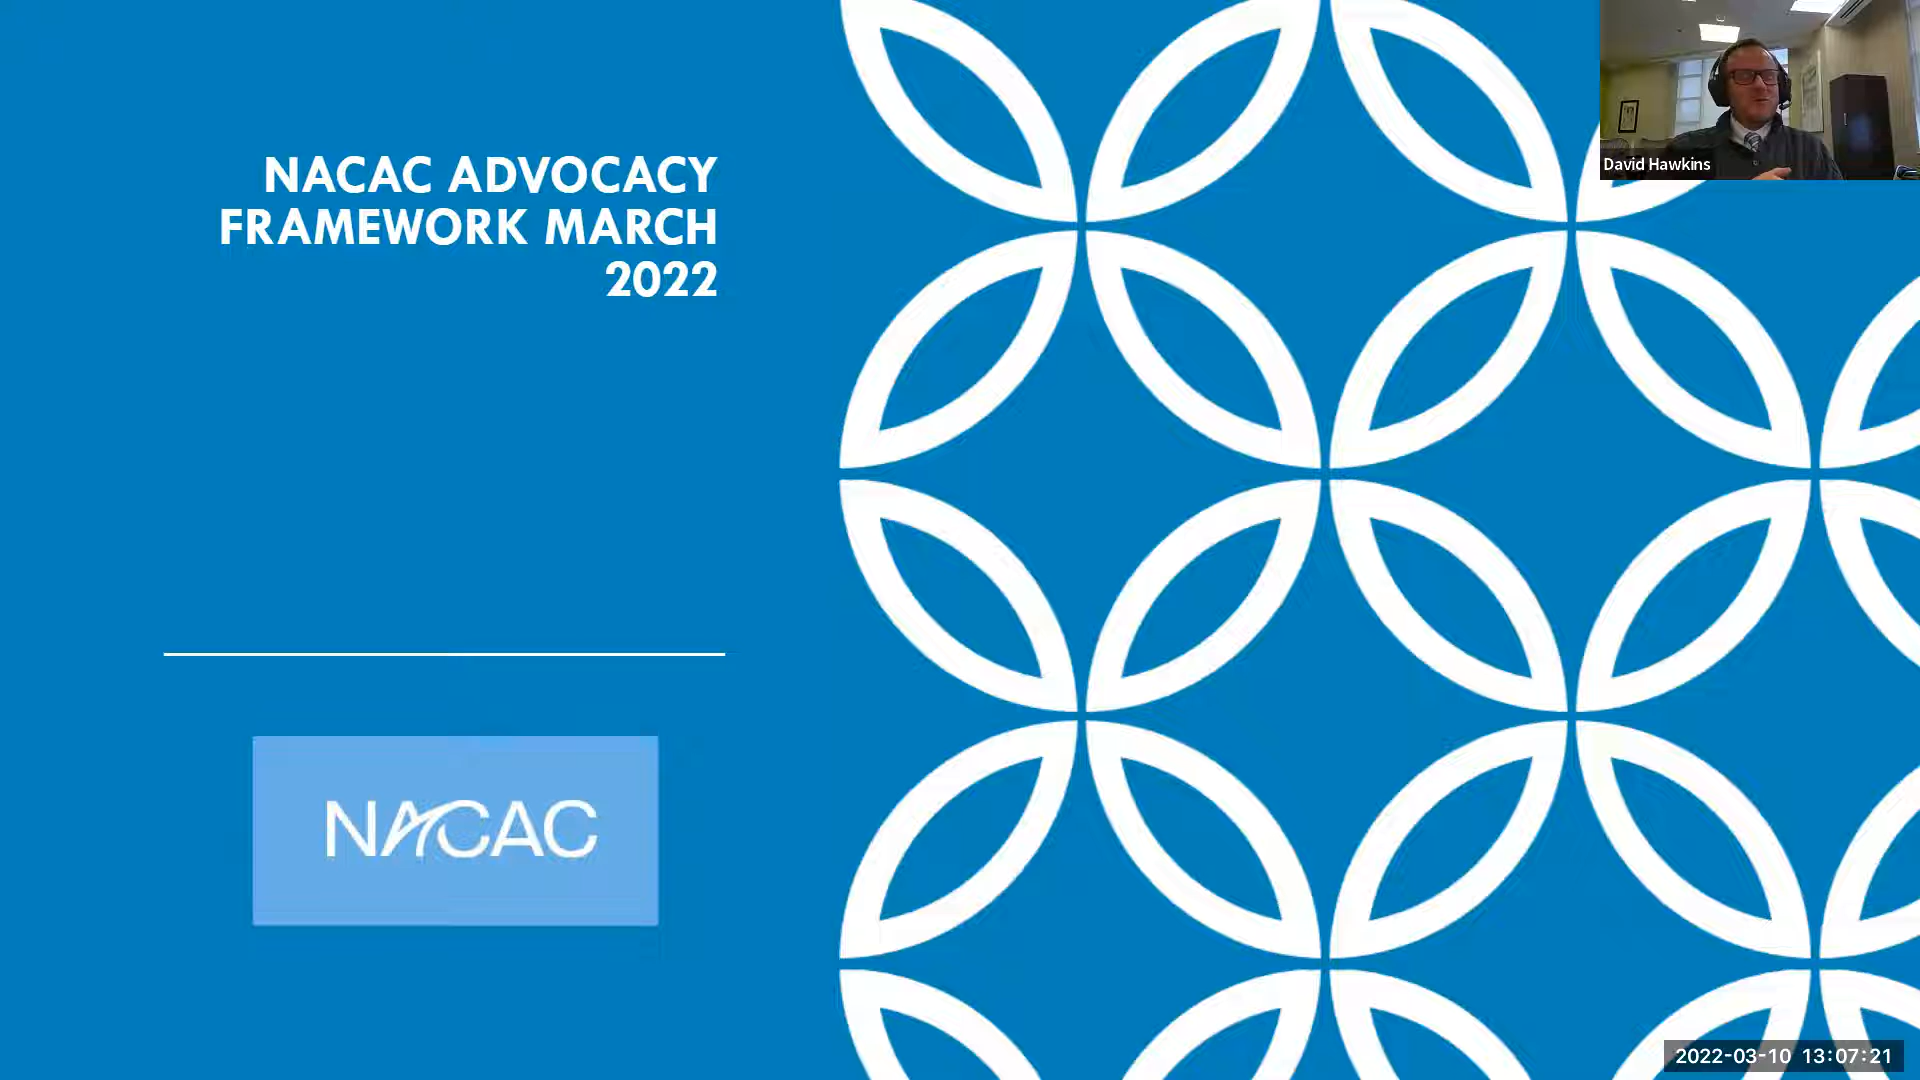 NACAC ADVOCACY
FRAMEWORK MARCH
2022
NACAC
David Hawkins
2022-03-10 13:07:21